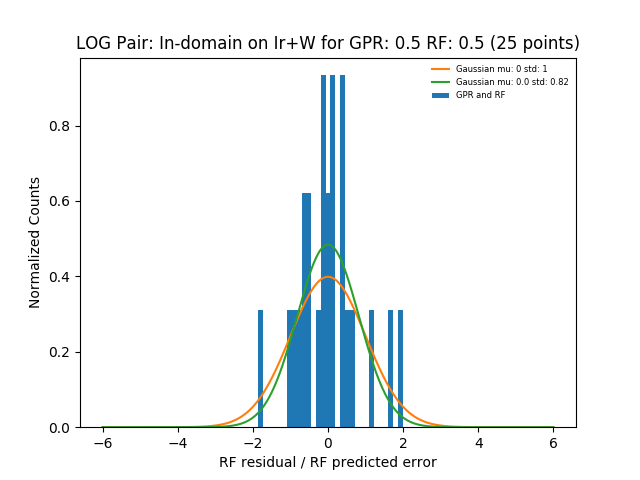 LOG Pair: In-domain on Ir+W for GPR: 0.5 RF: 0.5 (25 points)
Gaussian mu: 0 std: 1
Gaussian mu: 0.0 std: 0.82
GPR and RF
Normalized Counts
0.8
0.6
0.4
0.2
0.0
−6 −4 −2 0 2 4 6
RF residual / RF predicted error